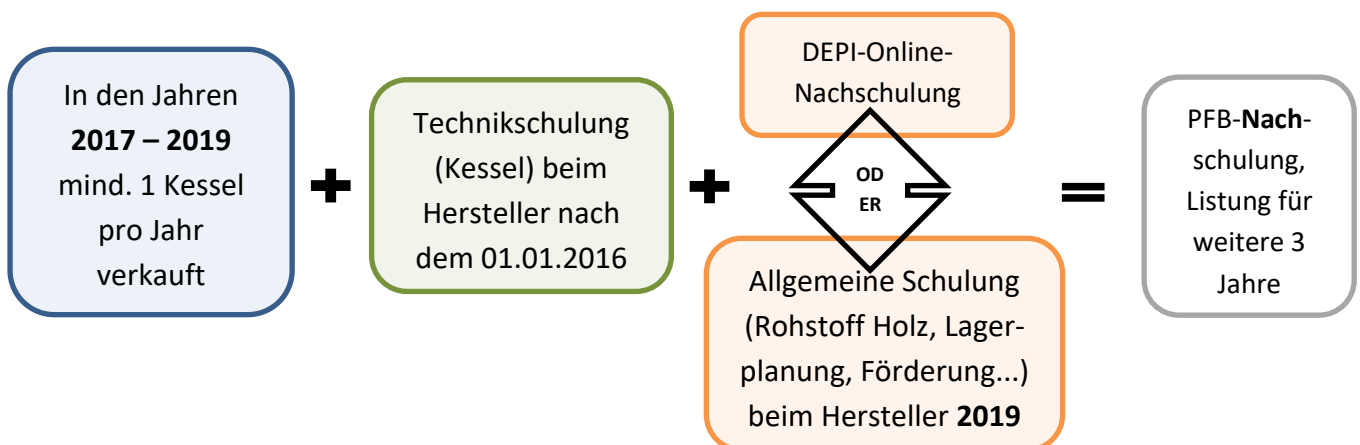 In den Jahren
2017 – 2019
mind. 1 Kessel
pro Jahr
verkauft
+
Technikschulung
(Kessel) beim
Hersteller nach
dem 01.01.2016
+
DEPI-Online-
Nachschulung
OD
ER
Allgemeine Schulung
(Rohstoff Holz, Lager-
planung, Förderung...)
beim Hersteller 2019
=
PFB-Nach-
schulung,
Listung für
weitere 3
Jahre